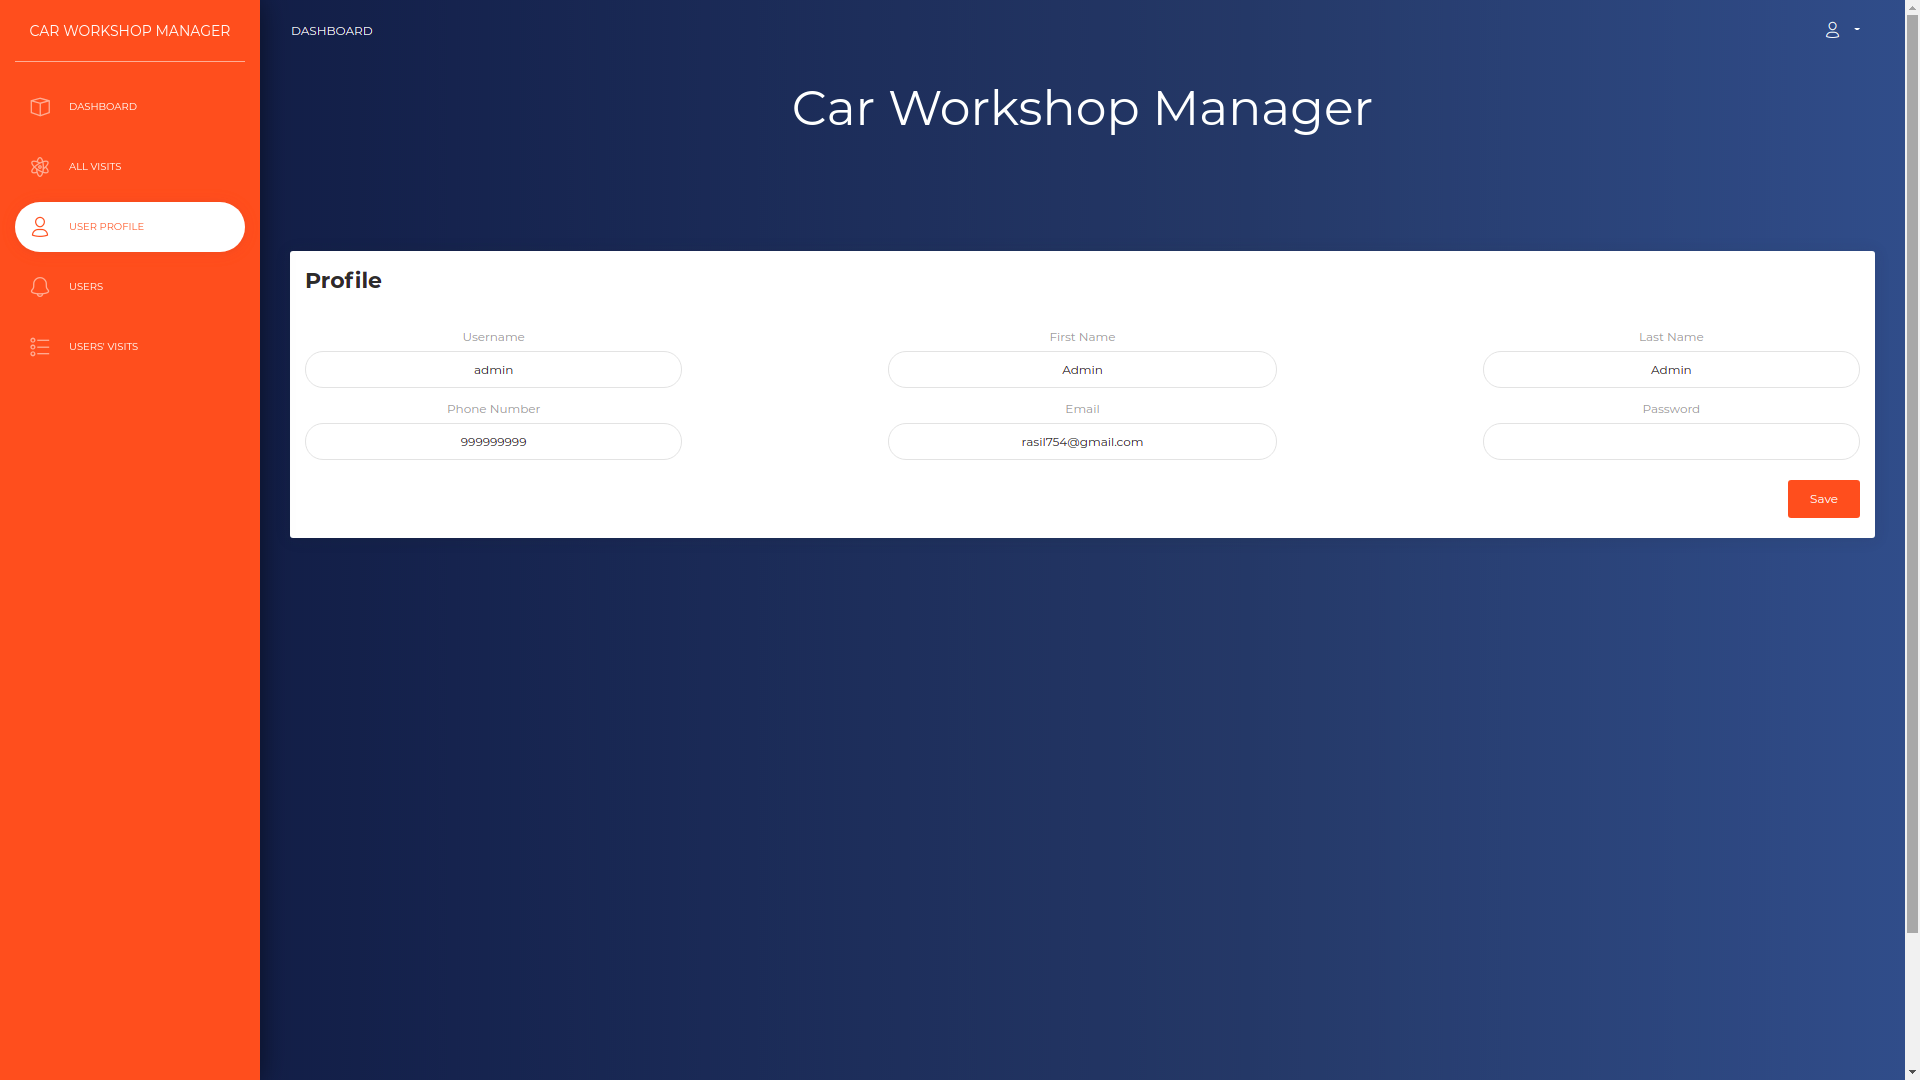 CAR WORKSHOP MANAGER
DASHBOARD
ALL VISITS
USER PROFILE
USERS
USERS' VISITS
DASHBOARD
Car Workshop Manager
Profile
Username First Name Last Name
admin Admin Admin
Phone Number Email Password
999999999 rasil754@gmail.com
Save